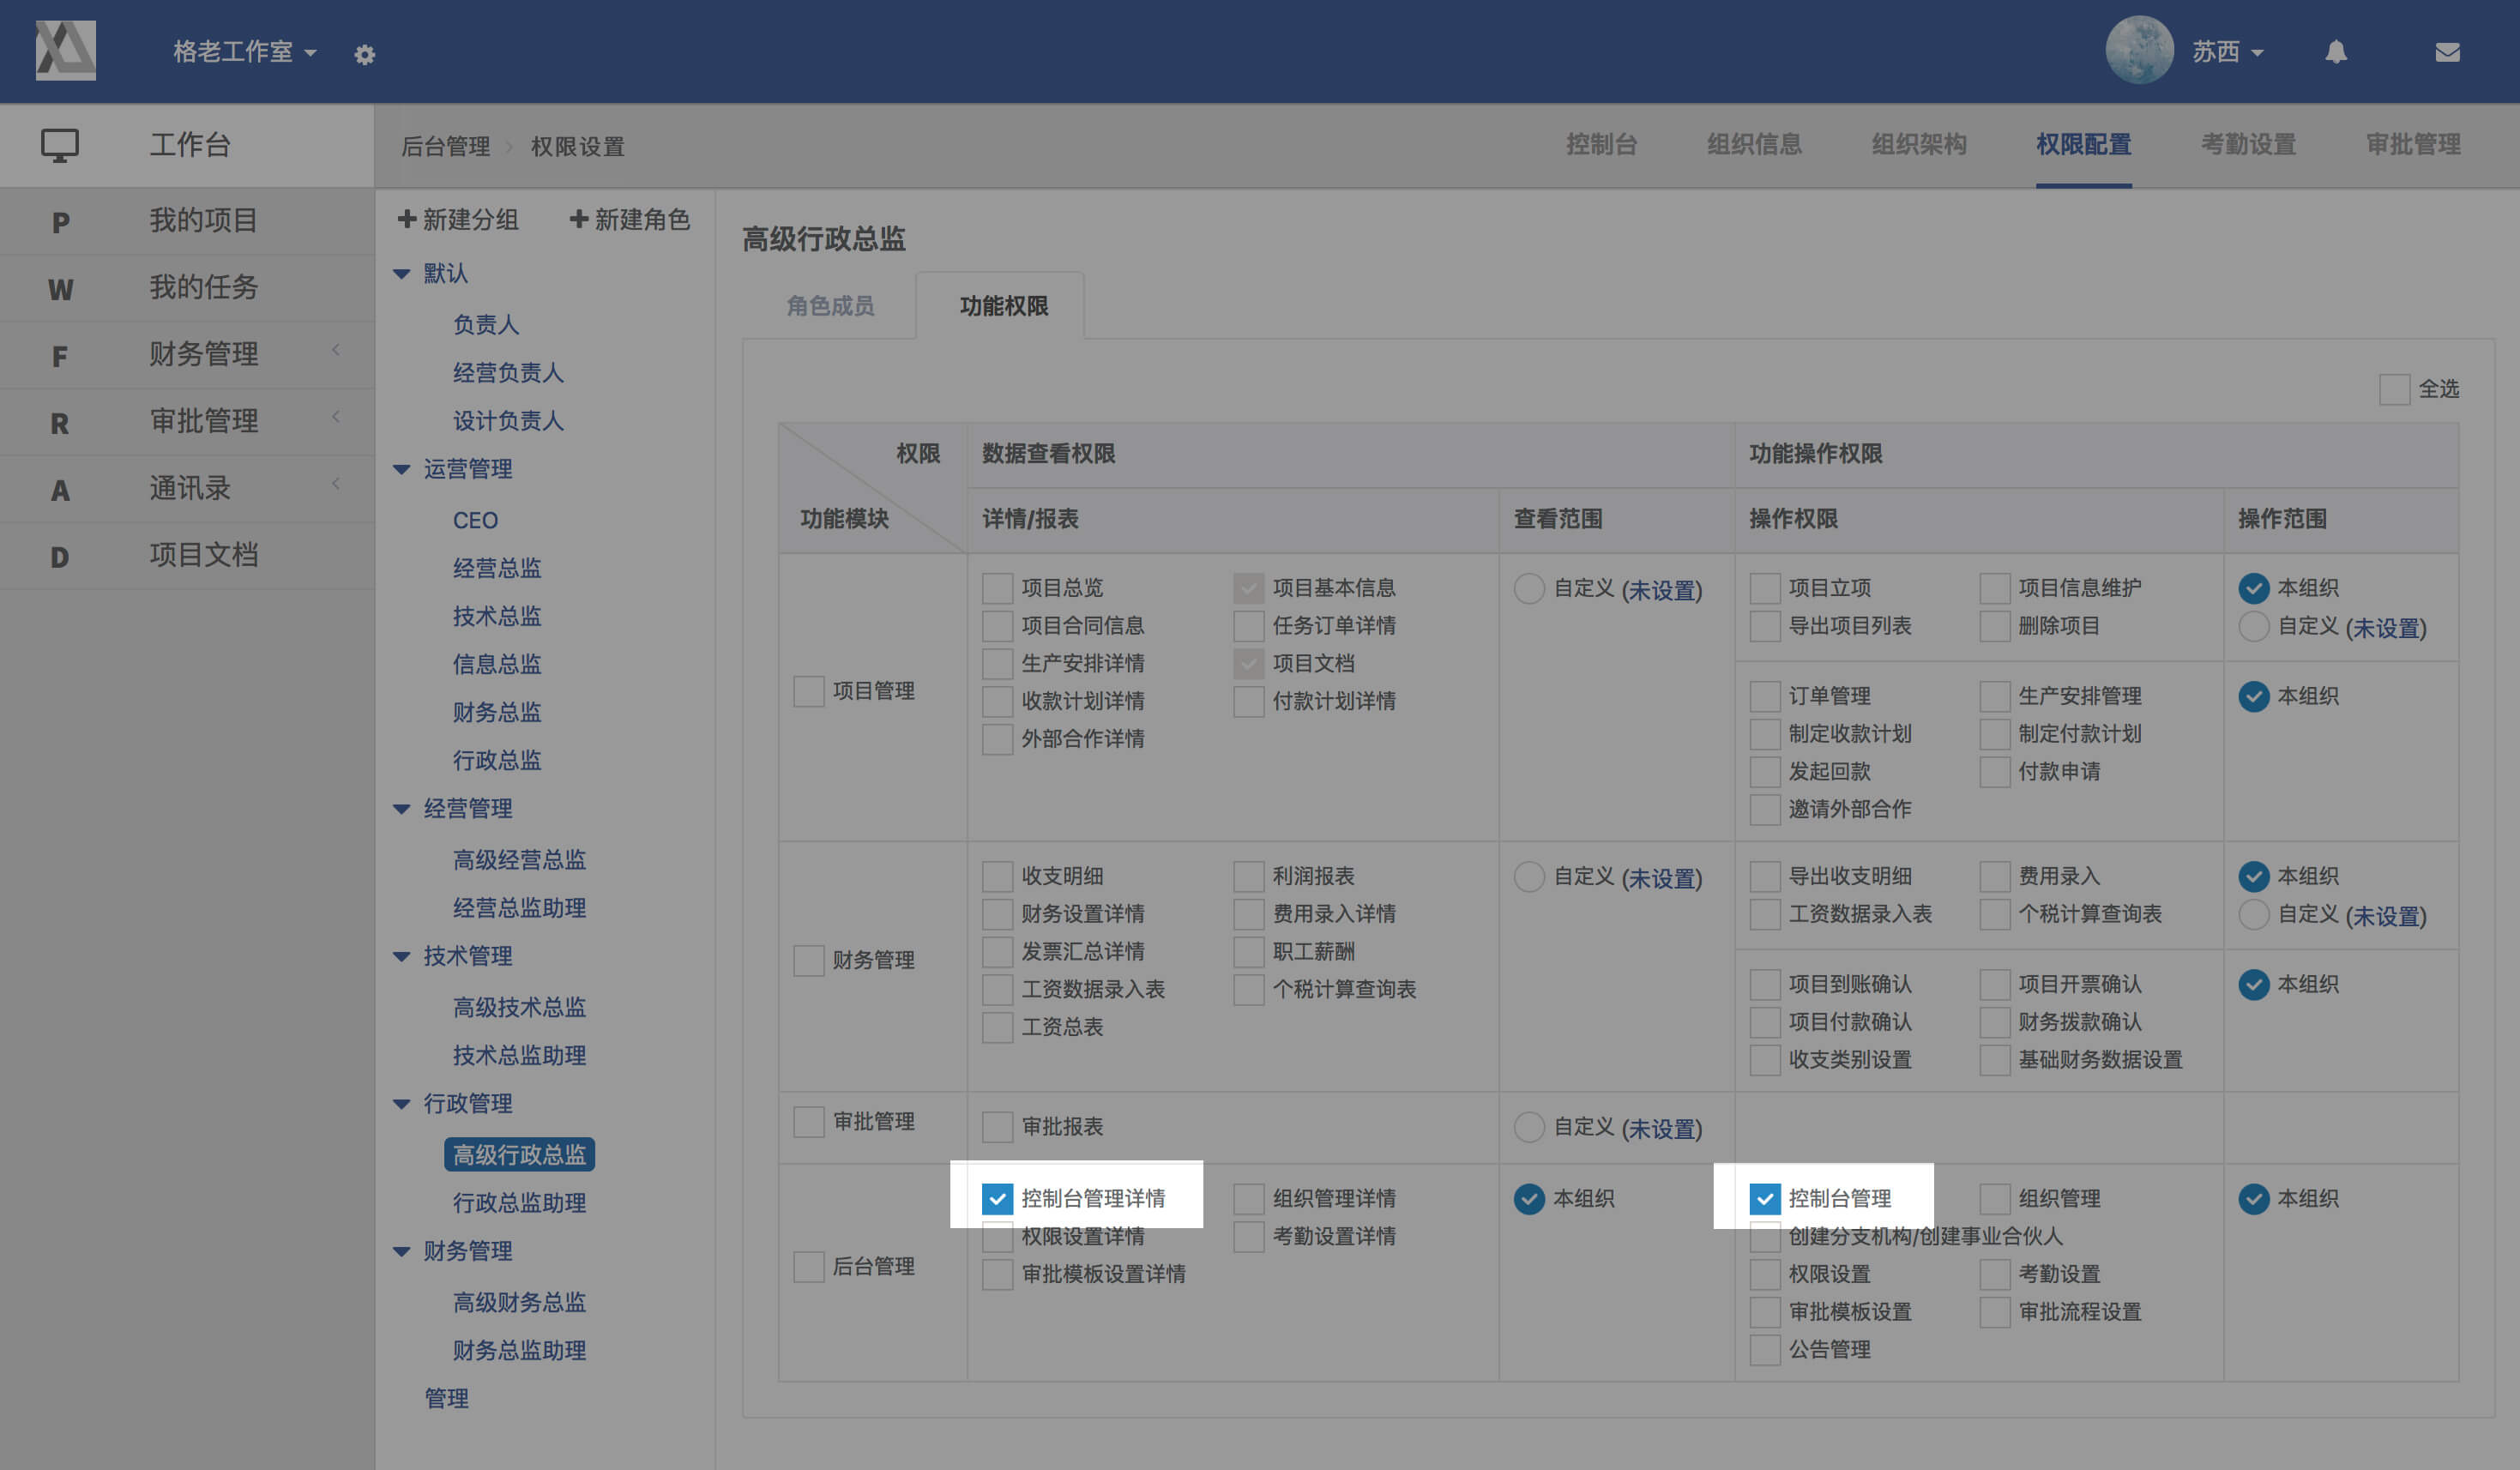 格老工作室
苏西
工作台
我的项目
我的任务
财务管理
审批管理
通讯录
项目文档
P
W
F
R
A
D
后台管理 > 权限设置
控制台 组织信息 组织架构 权限配置 考勤设置 审批管理
新建分组 新建角色
默认
负责人
经营负责人
设计负责人
运营管理
CEO
经营总监
技术总监
信息总监
财务总监
行政总监
经营管理
高级经营总监
经营总监助理
技术管理
高级技术总监
技术总监助理
行政管理
高级行政总监
行政总监助理
财务管理
高级财务总监
财务总监助理
管理
高级行政总监
角色成员 功能权限
全选
权限 数据查看权限 功能操作权限
功能模块 详情/报表 查看范围 操作权限 操作范围
项目管理
项目总览 项目基本信息
项目合同信息 任务订单详情
生产安排详情 项目文档
收款计划详情 付款计划详情
外部合作详情
自定义 (未设置)
项目立项 项目信息维护
导出项目列表 删除项目
本组织
自定义 (未设置)
订单管理 生产安排管理
制定收款计划 制定付款计划
发起回款 付款申请
邀请外部合作
本组织
财务管理
收支明细 利润报表
财务设置详情 费用录入详情
发票汇总详情 职工薪酬
工资数据录入表 个税计算查询表
工资总表
自定义 (未设置)
导出收支明细 费用录入
工资数据录入表 个税计算查询表
本组织
自定义 (未设置)
项目到账确认 项目开票确认
项目付款确认 财务拨款确认
收支类别设置 基础财务数据设置
本组织
审批管理
审批报表
自定义 (未设置)
后台管理
控制台管理详情 组织管理详情
权限设置详情 考勤设置详情
审批模板设置详情
本组织
控制台管理 组织管理
创建分支机构/创建事业合伙人
权限设置 考勤设置
审批模板设置 审批流程设置
公告管理
本组织